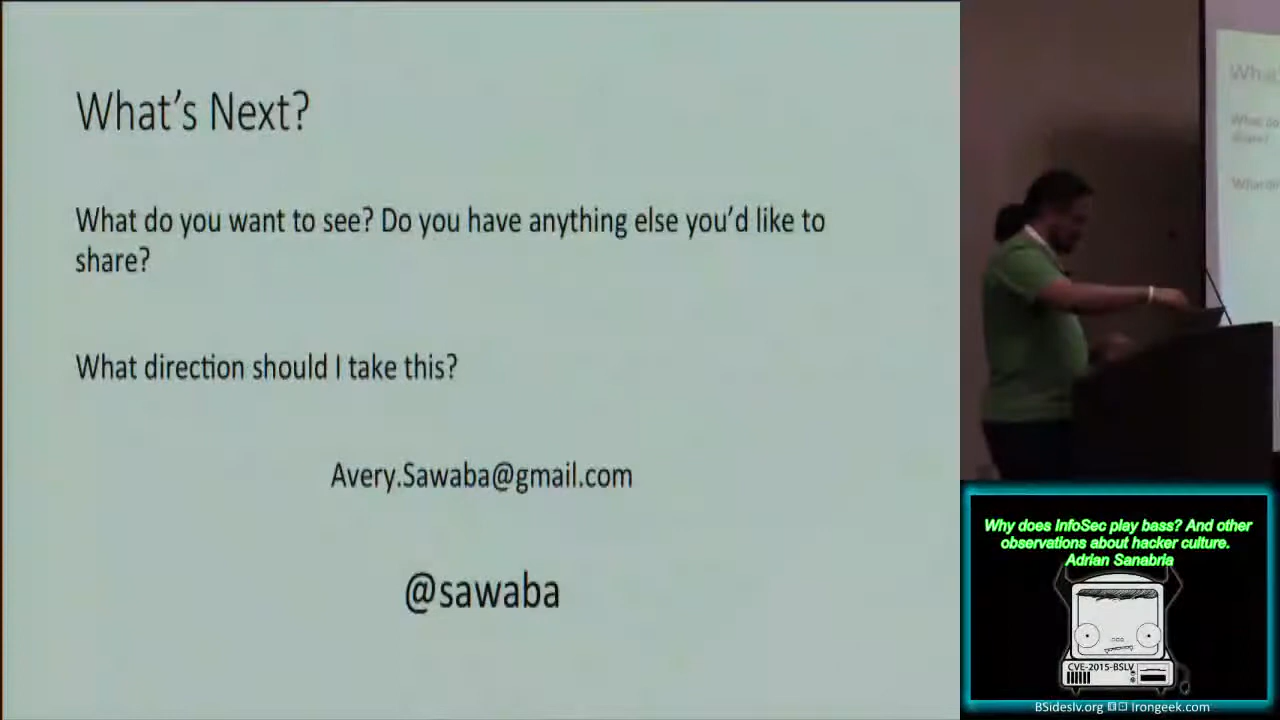 What's Next?
What do you want to see? Do you have anything else you'd like to
share?
What direction should I take this?
Avery.Sawaba@gmail.com
@sawaba
What do
Why does InfoSec play bass? And other
observations about hacker culture.
Adrian Sanabria
CVE-2015-BSLV
BSideslv.org Irongeek.com